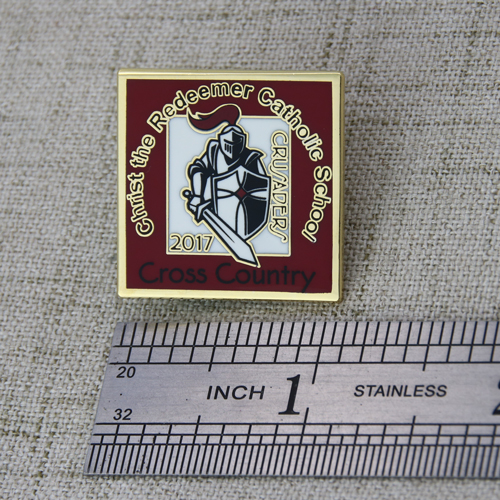 Christ the Redeemer Catholic School
CRUSADERS
2017
Cross Country
20
INCH 1 STAINLESS
32